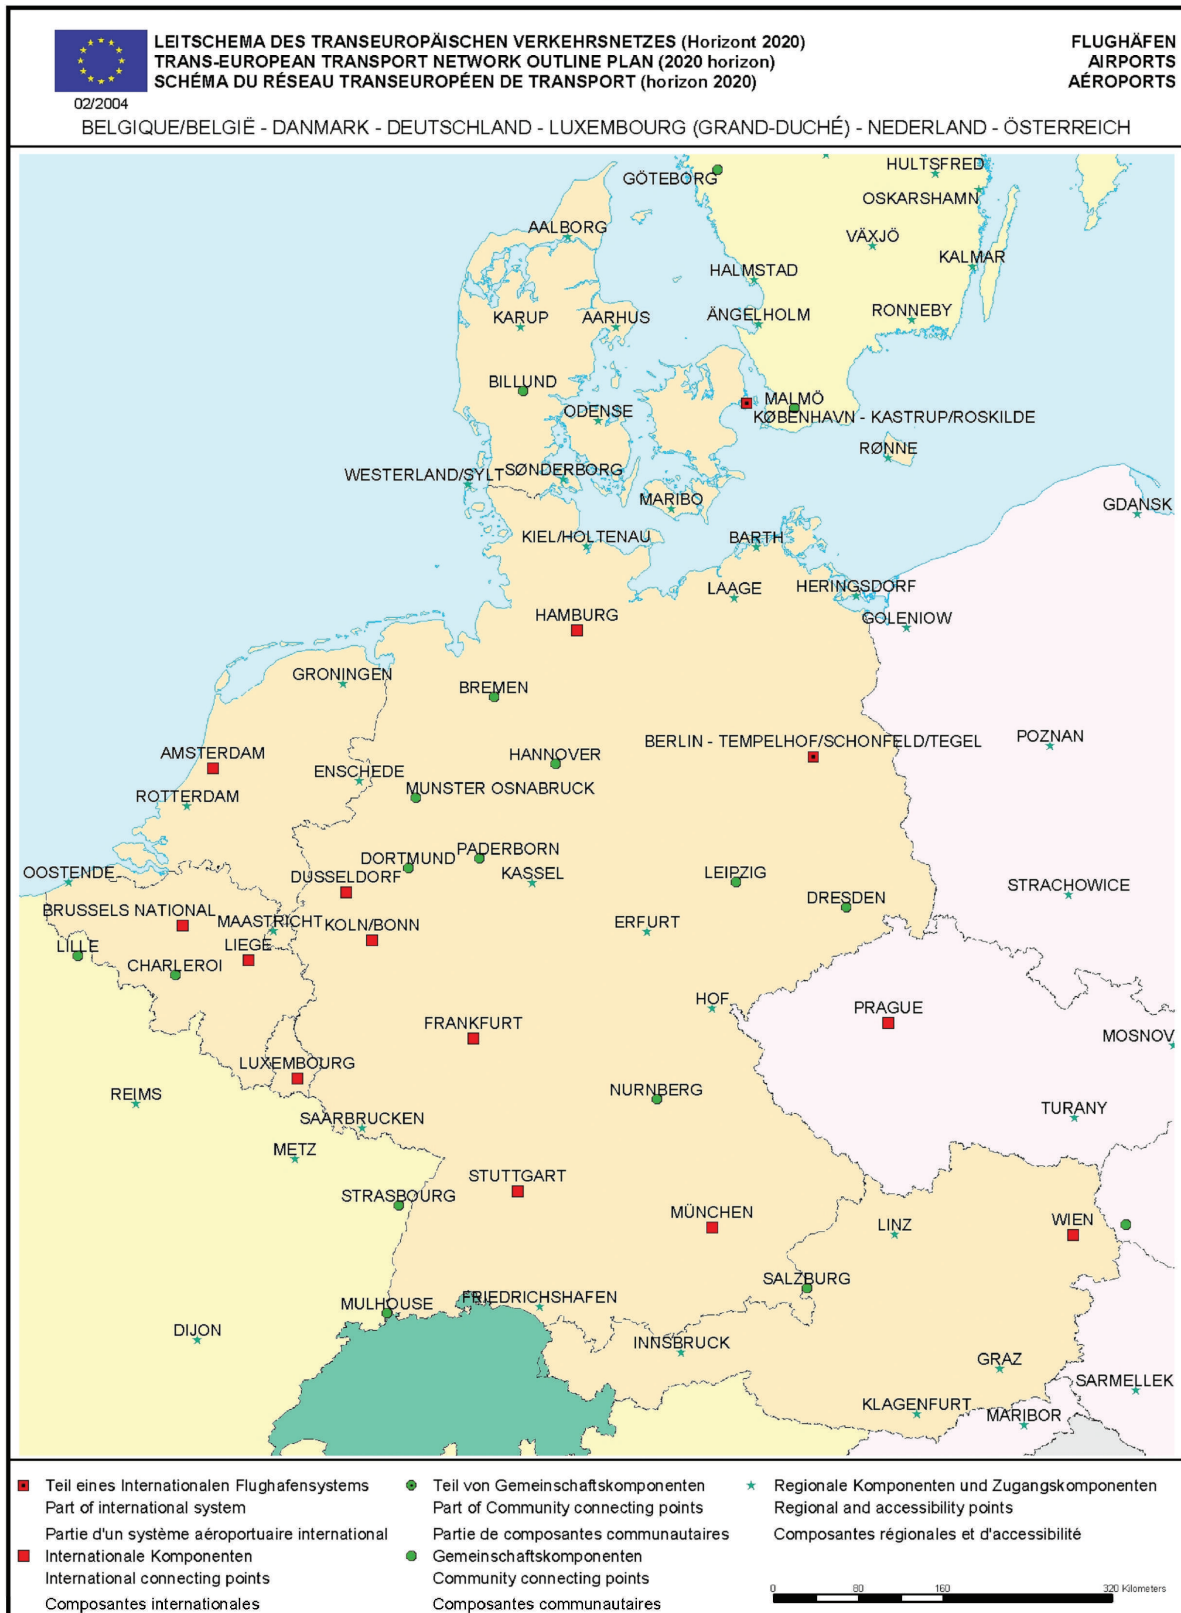 LEITSCHEMA DES TRANSEUROPÄISCHEN VERKEHRSNETZES (Horizont 2020)
TRANS-EUROPEAN TRANSPORT NETWORK OUTLINE PLAN (2020 horizon)
SCHÉMA DU RÉSEAU TRANSEUROPÉEN DE TRANSPORT (horizon 2020)
FLUGHÄFEN
AIRPORTS
AÉROPORTS
02/2004
BELGIQUE/BELGIË - DANMARK - DEUTSCHLAND - LUXEMBOURG (GRAND-DUCHÉ) - NEDERLAND - ÖSTERREICH
HULTSFRED
GÖTEBORG
OSKARSHAMN
AALBORG
VÄXJÖ
KALMAR
HALMSTAD
KARUP
AARHUS
ÄNGELHOLM
RONNEBY
BILLUND
MALMÖ
ODENSE
KØBENHAVN - KASTRUP/ROSKILDE
RØNNE
WESTERLAND/SYLT
SØNDERBORG
MARIBO
GDANSK
KIEL/HOLTENAU
BARTH
LAAGE
HERINGSDORF
HAMBURG
GOLENIOW
GRONINGEN
BREMEN
AMSTERDAM
HANNOVER
BERLIN - TEMPELHOF/SCHONFELD/TEGEL
POZNAN
ENSCHEDE
ROTTERDAM
MUNSTER OSNABRUCK
PADERBORN
DORTMUND
OOSTENDE
DUSSELDORF
KASSEL
LEIPZIG
STRACHOWICE
DRESDEN
BRUSSELS NATIONAL
MAASTRICHT
KOLN/BONN
ERFURT
LILLE
LIEGE
CHARLEROI
HOF
PRAGUE
FRANKFURT
MOSNOV
LUXEMBOURG
REIMS
NURNBERG
TURANY
SAARBRUCKEN
METZ
STUTTGART
STRASBOURG
MÜNCHEN
LINZ
WIEN
SALZBURG
MULHOUSE
FRIEDRICHSHAFEN
DIJON
INNSBRUCK
GRAZ
SARMELLEK
KLAGENFURT
MARIBOR
Teil eines Internationalen Flughafensystems
Part of international system
Partie d'un système aéroportuaire international
Internationale Komponenten
International connecting points
Composantes internationales
Teil von Gemeinschaftskomponenten
Part of Community connecting points
Partie de composantes communautaires
Gemeinschaftskomponenten
Community connecting points
Composantes communautaires
Regionale Komponenten und Zugangskomponenten
Regional and accessibility points
Composantes régionales et d'accessibilité
0 80 160 320 Kilometers